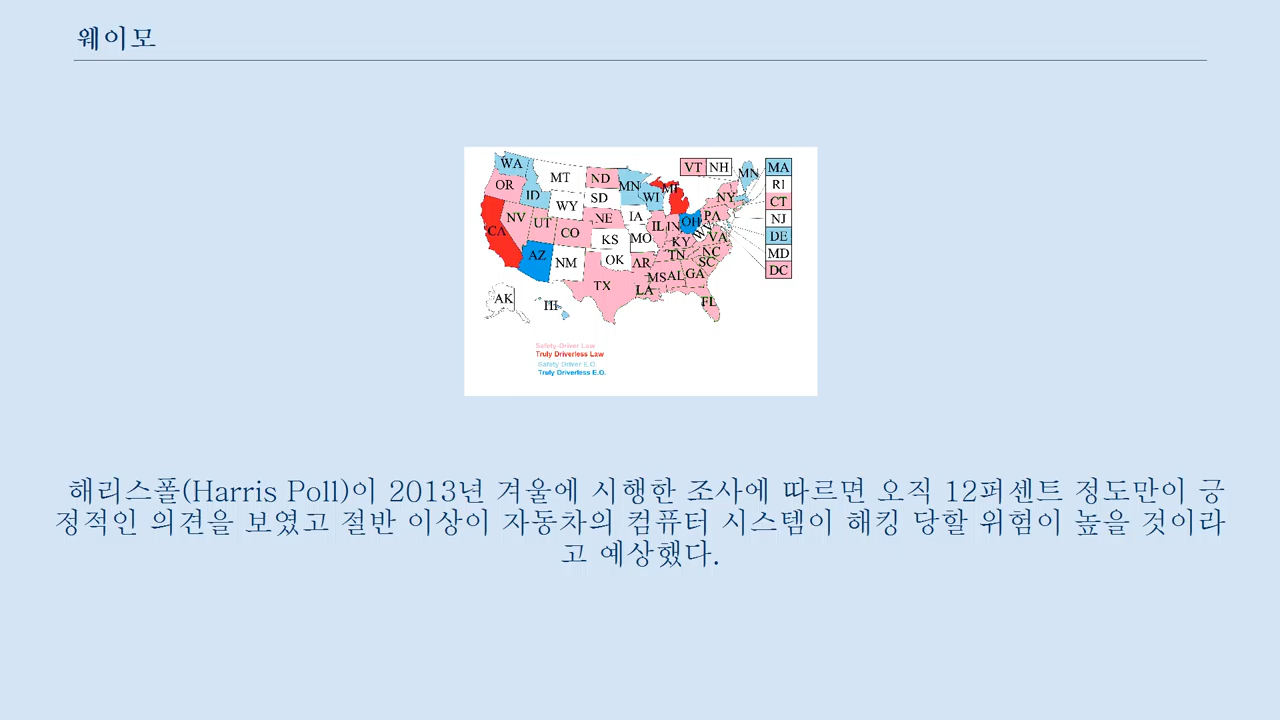 웨이모
WA
MT
ND
MN
VT NH
MN
MA
OR
ID
SD
WI
MI
RI
WY
NY
CT
NV
UT
NE
IA
IL IN OH PA
NJ
CA
CO
KS
MO
KY
WV
VA
DE
AZ
NM
OK
AR
TN
NC
SC
MD
TX
LA
MS AL GA
DC
AK
HI
FL
Safety-Driver Law
Truly Driverless Law
Safety Driver E.O.
Truly Driverless E.O.
해리스폴(Harris Poll)이 2013년 겨울에 시행한 조사에 따르면 오직 12퍼센트 정도만이 긍
정적인 의견을 보였고 절반 이상이 자동차의 컴퓨터 시스템이 해킹 당할 위험이 높을 것이라
고 예상했다.